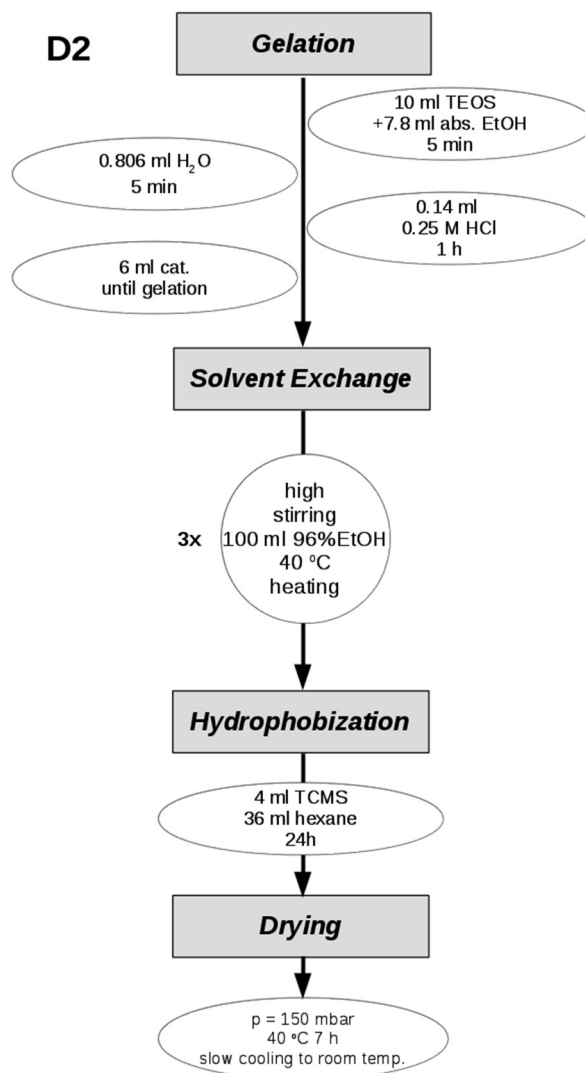 D2
Gelation
10 ml TEOS
+7.8 ml abs. EtOH
5 min
0.806 ml H₂O
5 min
0.14 ml
0.25 M HCl
1 h
6 ml cat.
until gelation
Solvent Exchange
3x
high
stirring
100 ml 96%EtOH
40 ºC
heating
Hydrophobization
4 ml TCMS
36 ml hexane
24h
Drying
p = 150 mbar
40 ºC 7 h
slow cooling to room temp.